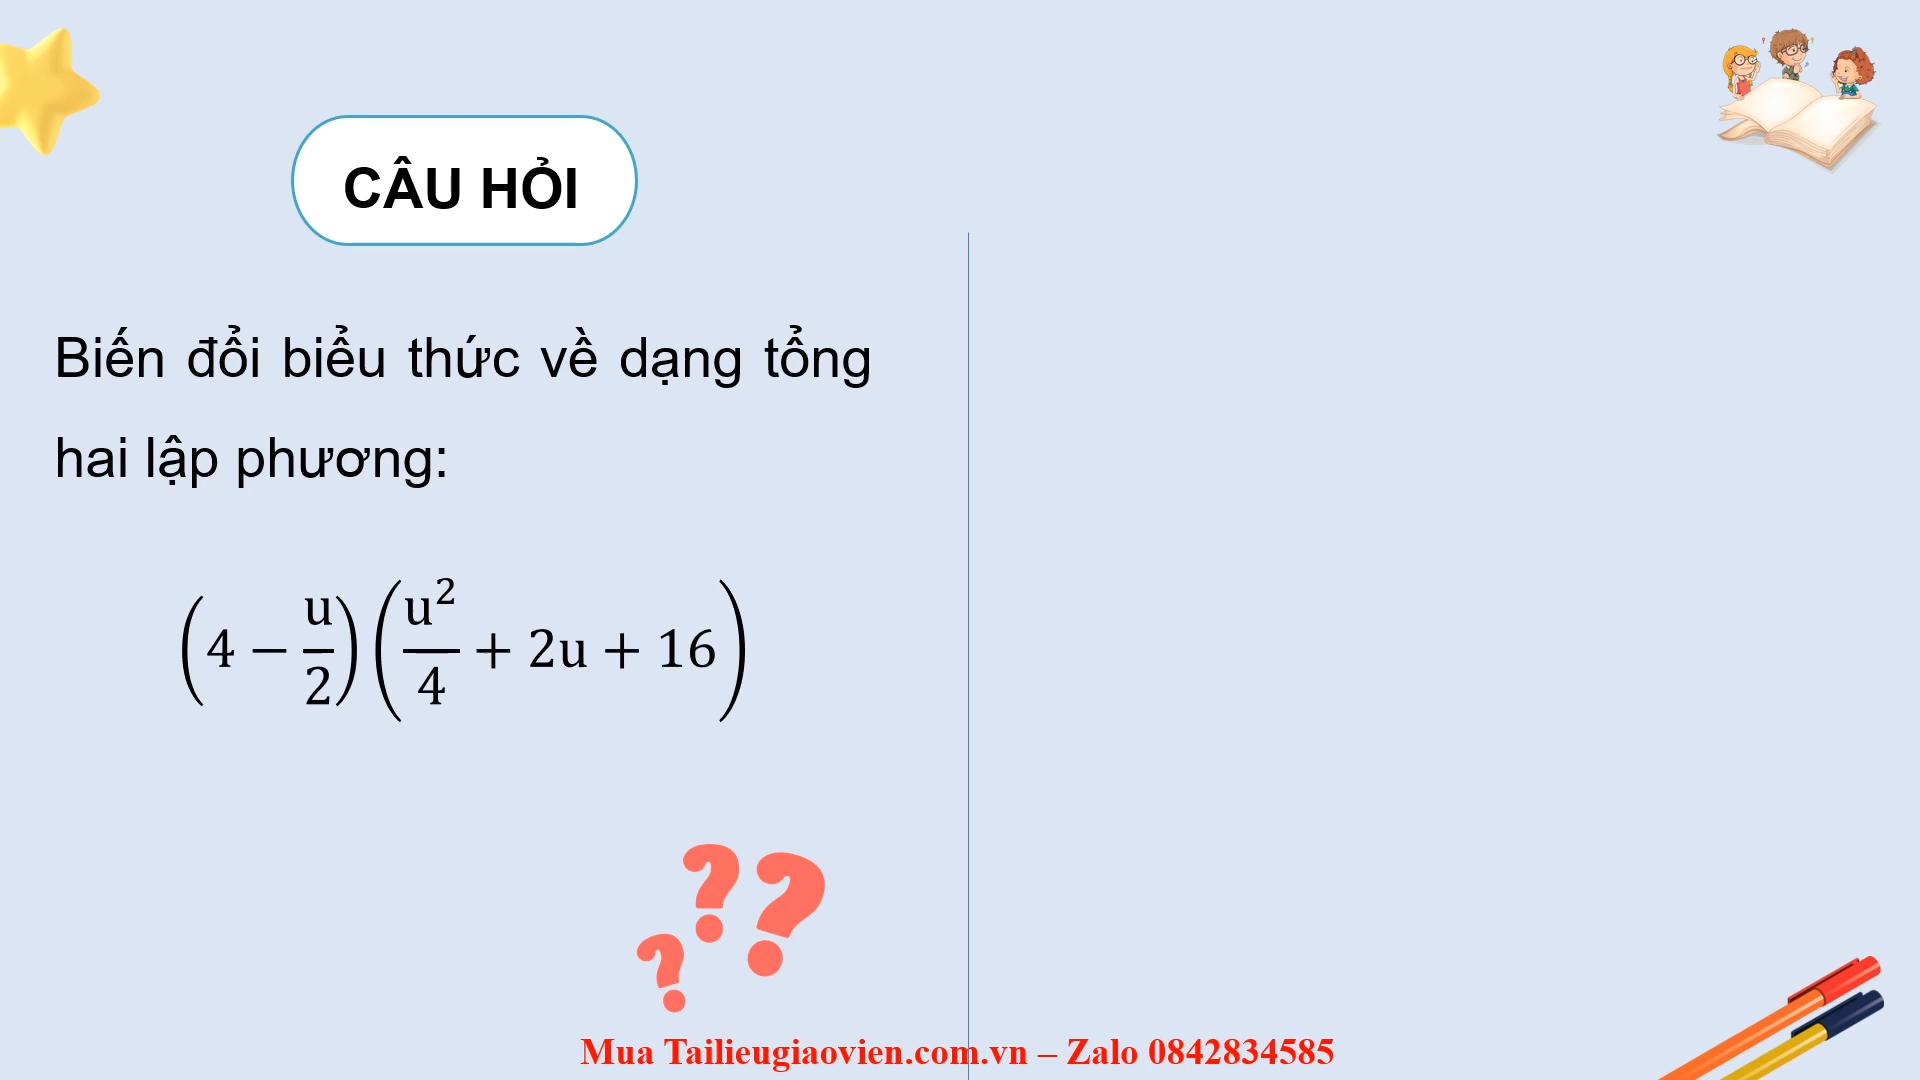 CÂU HỎI
Biến đổi biểu thức về dạng tổng
hai lập phương:
(4 − u/2)(u²/4 + 2u + 16)
Mua Tailieugiaovien.com.vn – Zalo 0842834585